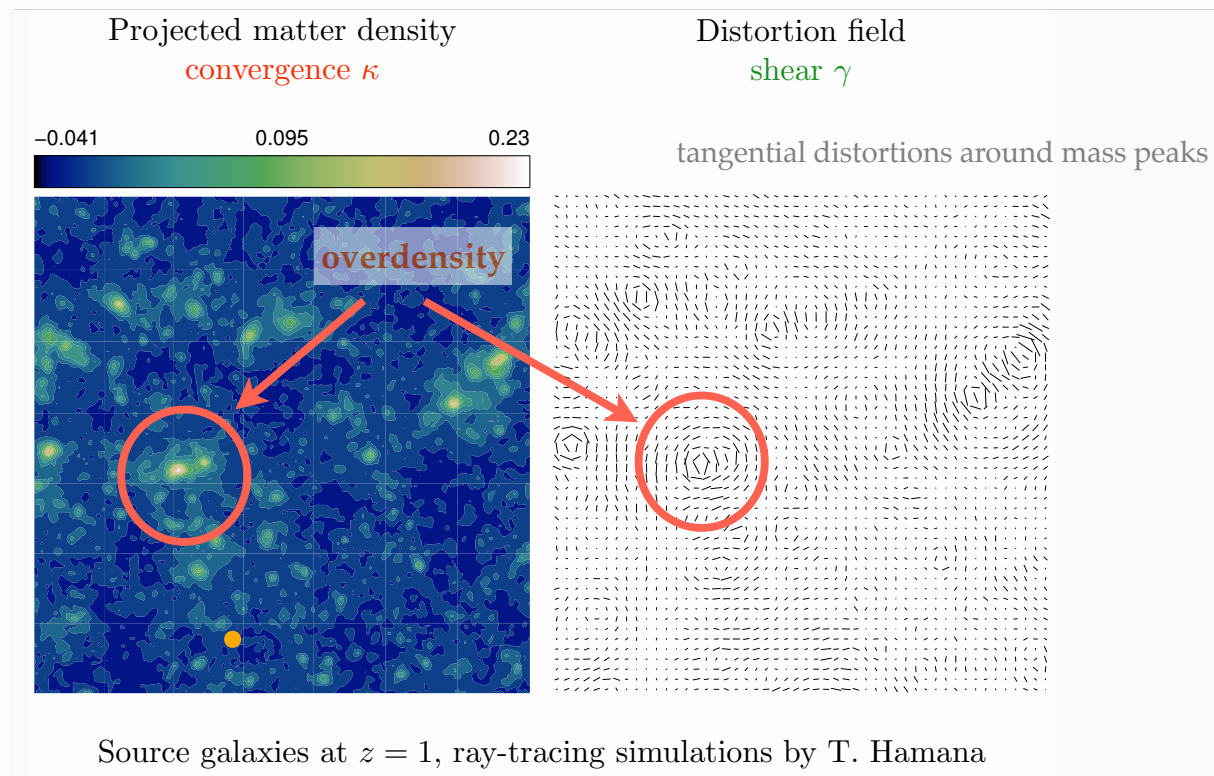 Projected matter density
convergence κ
Distortion field
shear γ
−0.041 0.095 0.23
tangential distortions around mass peaks
overdensity
Source galaxies at z = 1, ray-tracing simulations by T. Hamana